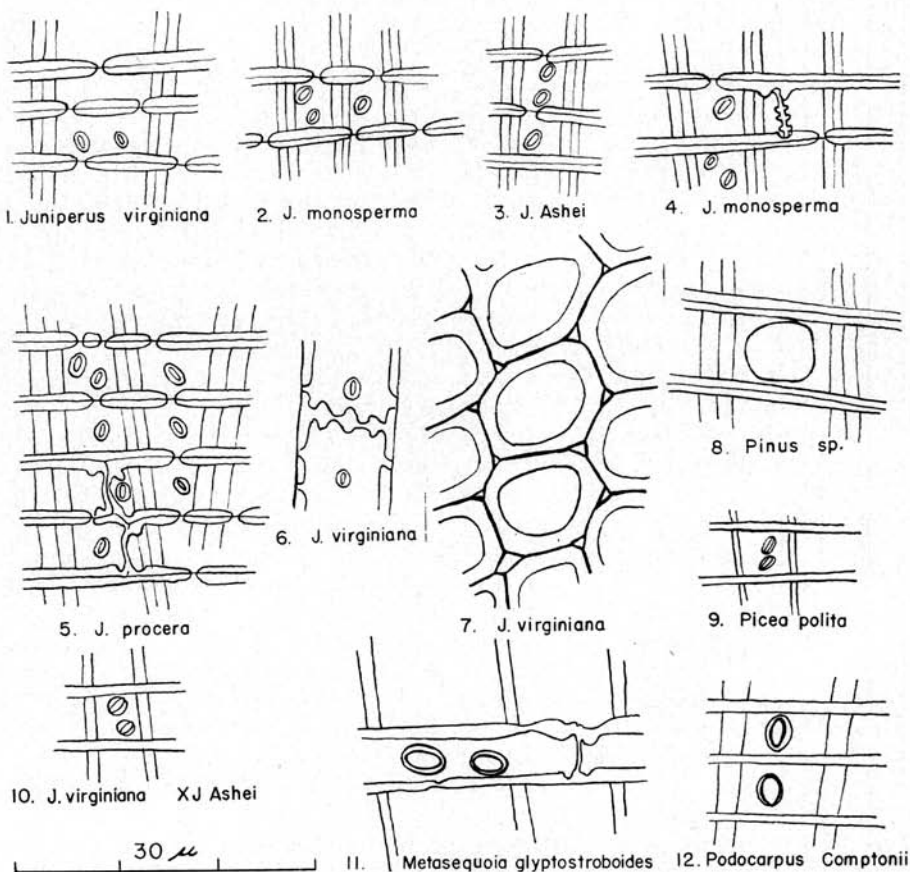 1. Juniperus virginiana
2. J. monosperma
3. J. Ashei
4. J. monosperma
5. J. procera
6. J. virginiana
7. J. virginiana
8. Pinus sp.
9. Picea polita
10. J. virginiana XJ Ashei
30 µ
11. Metasequoia glyptostroboides
12. Podocarpus Comptonii